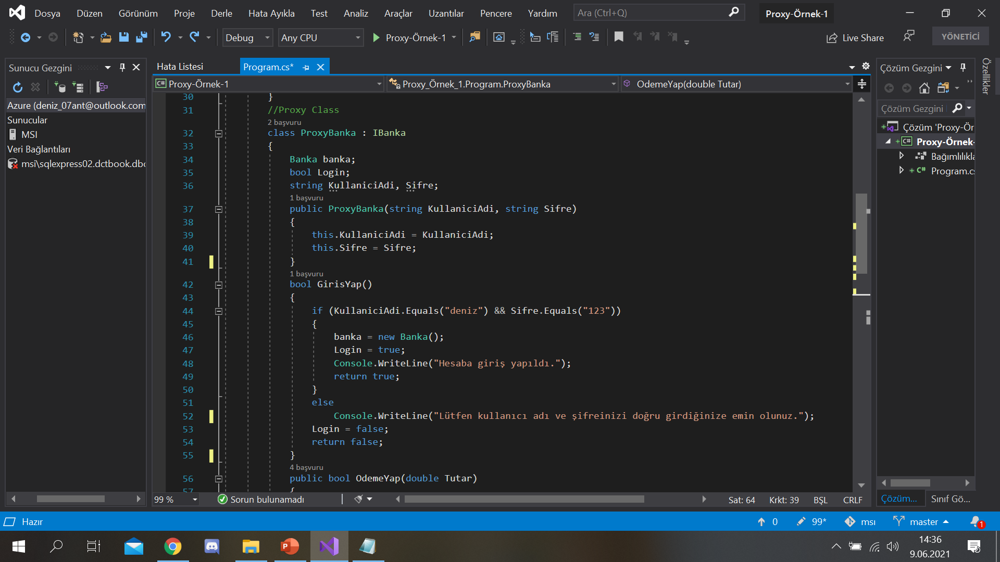 Dosya Düzen Görünüm Proje Derle Hata Ayıkla Test Analiz Araçlar Uzantılar Pencere Yardım Ara (Ctrl+Q) Proxy-Örnek-1
Debug Any CPU Proxy-Örnek-1 Live Share YÖNETİCİ
Sunucu Gezgini
Azure (deniz_07ant@outlook.com
Sunucular
MSI
Veri Bağlantıları
msi\sqlexpress02.dctbook.dbo
Hata Listesi Program.cs*
C# Proxy-Örnek-1 Proxy_Örnek_1.Program.ProxyBanka OdemeYap(double Tutar)
30 }
31 //Proxy Class
2 başvuru
32 class ProxyBanka : IBanka
33 {
34 Banka banka;
35 bool Login;
36 string KullaniciAdi, Sifre;
1 başvuru
37 public ProxyBanka(string KullaniciAdi, string Sifre)
38 {
39 this.KullaniciAdi = KullaniciAdi;
40 this.Sifre = Sifre;
41 }
1 başvuru
42 bool GirisYap()
43 {
44 if (KullaniciAdi.Equals("deniz") && Sifre.Equals("123"))
45 {
46 banka = new Banka();
47 Login = true;
48 Console.WriteLine("Hesaba giriş yapıldı.");
49 return true;
50 }
51 else
52 Console.WriteLine("Lütfen kullanıcı adı ve şifreinizi doğru girdiğinize emin olunuz.");
53 Login = false;
54 return false;
55 }
4 başvuru
56 public bool OdemeYap(double Tutar)
57 {
99 % Sorun bulunamadı Sat: 64 Krkt: 39 BŞL CRLF
Çözüm Gezgini
Çözüm Gezgini
Çözüm 'Proxy-Ör
C# Proxy-Örnek-
Bağımlılıkla
C# Program.cs
Çözüm... Sınıf Gö...
Özellikler
Hazır 0 99* msı master 1
P 14:36
9.06.2021